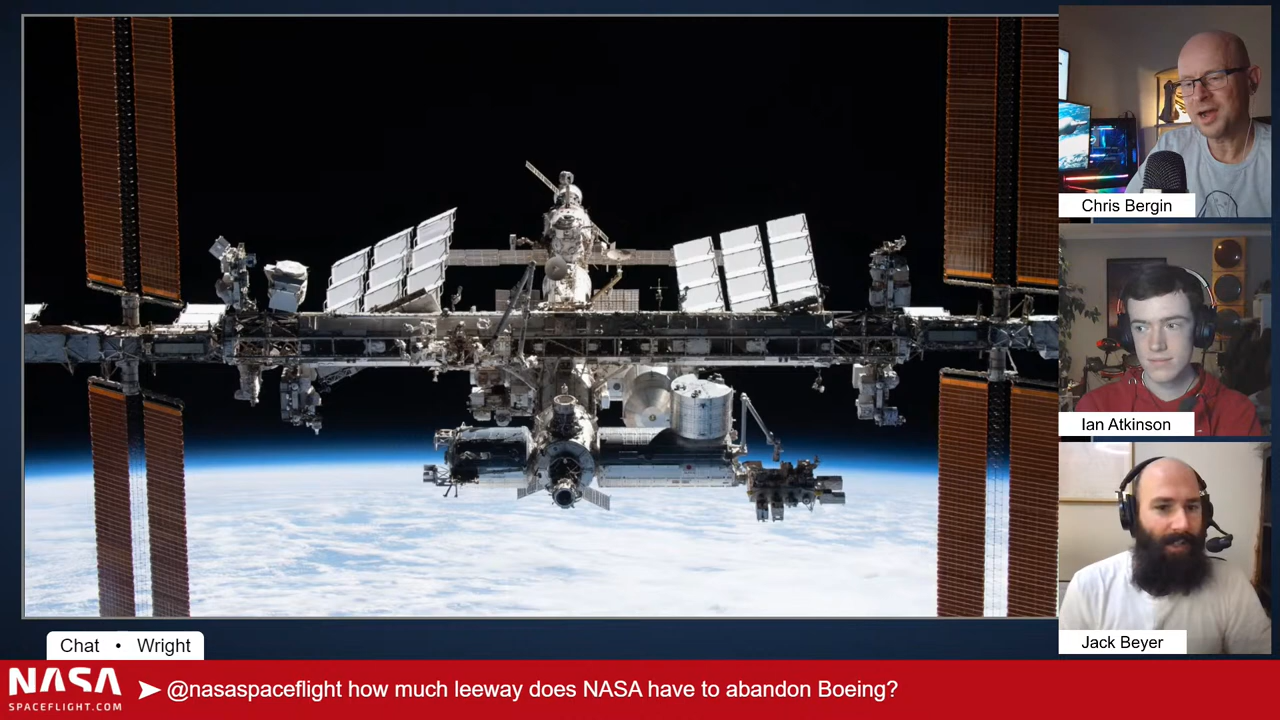 Chris Bergin
Ian Atkinson
Jack Beyer
Chat • Wright
NASA
SPACEFLIGHT.COM
@nasaspaceflight how much leeway does NASA have to abandon Boeing?